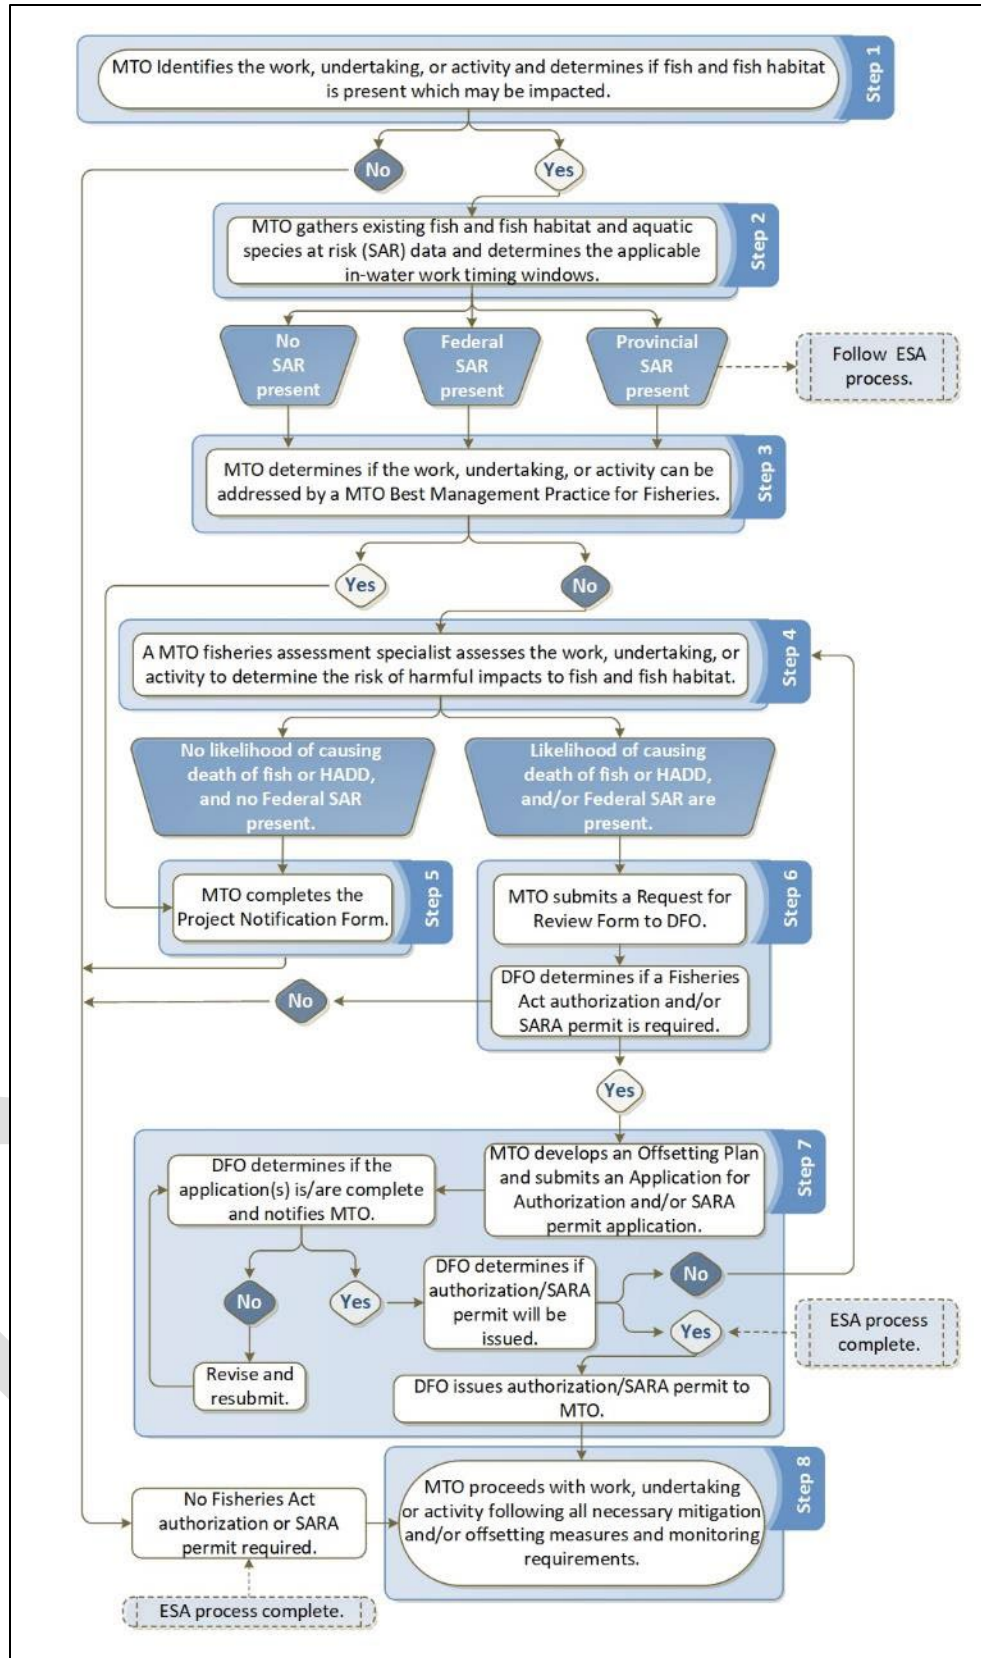 MTO Identifies the work, undertaking, or activity and determines if fish and fish habitat
is present which may be impacted.
Step 1
No
Yes
MTO gathers existing fish and fish habitat and aquatic
species at risk (SAR) data and determines the applicable
in-water work timing windows.
Step 2
No
SAR
present
Federal
SAR
present
Provincial
SAR
present
Follow ESA
process.
MTO determines if the work, undertaking, or activity can be
addressed by a MTO Best Management Practice for Fisheries.
Step 3
Yes
No
A MTO fisheries assessment specialist assesses the work, undertaking, or
activity to determine the risk of harmful impacts to fish and fish habitat.
Step 4
No likelihood of causing
death of fish or HADD,
and no Federal SAR
present.
Likelihood of causing
death of fish or HADD,
and/or Federal SAR are
present.
MTO completes the
Project Notification Form.
Step 5
MTO submits a Request for
Review Form to DFO.
Step 6
DFO determines if a Fisheries
Act authorization and/or
SARA permit is required.
No
Yes
MTO develops an Offsetting Plan
and submits an Application for
Authorization and/or SARA
permit application.
Step 7
DFO determines if the
application(s) is/are complete
and notifies MTO.
No
Yes
Revise and
resubmit.
DFO determines if
authorization/SARA
permit will be
issued.
No
Yes
ESA process
complete.
DFO issues authorization/SARA permit to
MTO.
MTO proceeds with work, undertaking
or activity following all necessary mitigation
and/or offsetting measures and monitoring
requirements.
Step 8
No Fisheries Act
authorization or SARA
permit required.
ESA process complete.